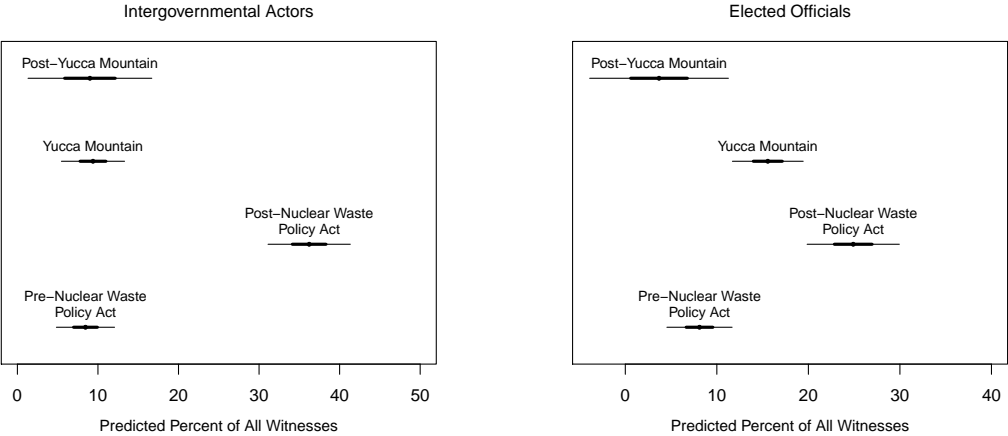 Intergovernmental Actors
Post−Yucca Mountain
Yucca Mountain
Post−Nuclear Waste
Policy Act
Pre−Nuclear Waste
Policy Act
0 10 20 30 40 50
Predicted Percent of All Witnesses
Elected Officials
Post−Yucca Mountain
Yucca Mountain
Post−Nuclear Waste
Policy Act
Pre−Nuclear Waste
Policy Act
0 10 20 30 40
Predicted Percent of All Witnesses